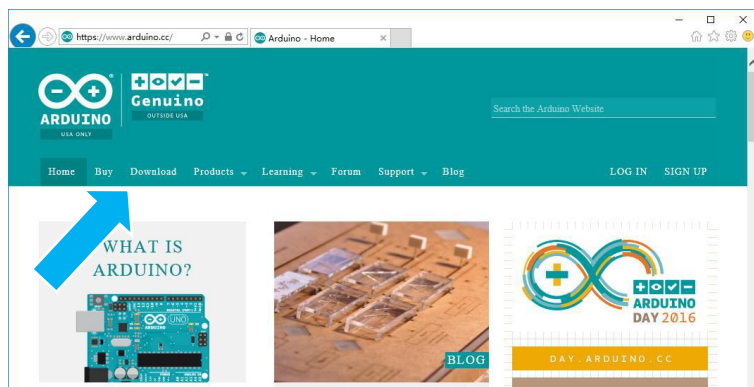 https://www.arduino.cc/
Arduino - Home
ARDUINO
USA ONLY
Genuino
OUTSIDE USA
Search the Arduino Website
Home Buy Download Products Learning Forum Support Blog LOG IN SIGN UP
WHAT IS
ARDUINO?
UNO
ARDUINO
BLOG
ARDUINO
DAY 2016
DAY.ARDUINO.CC